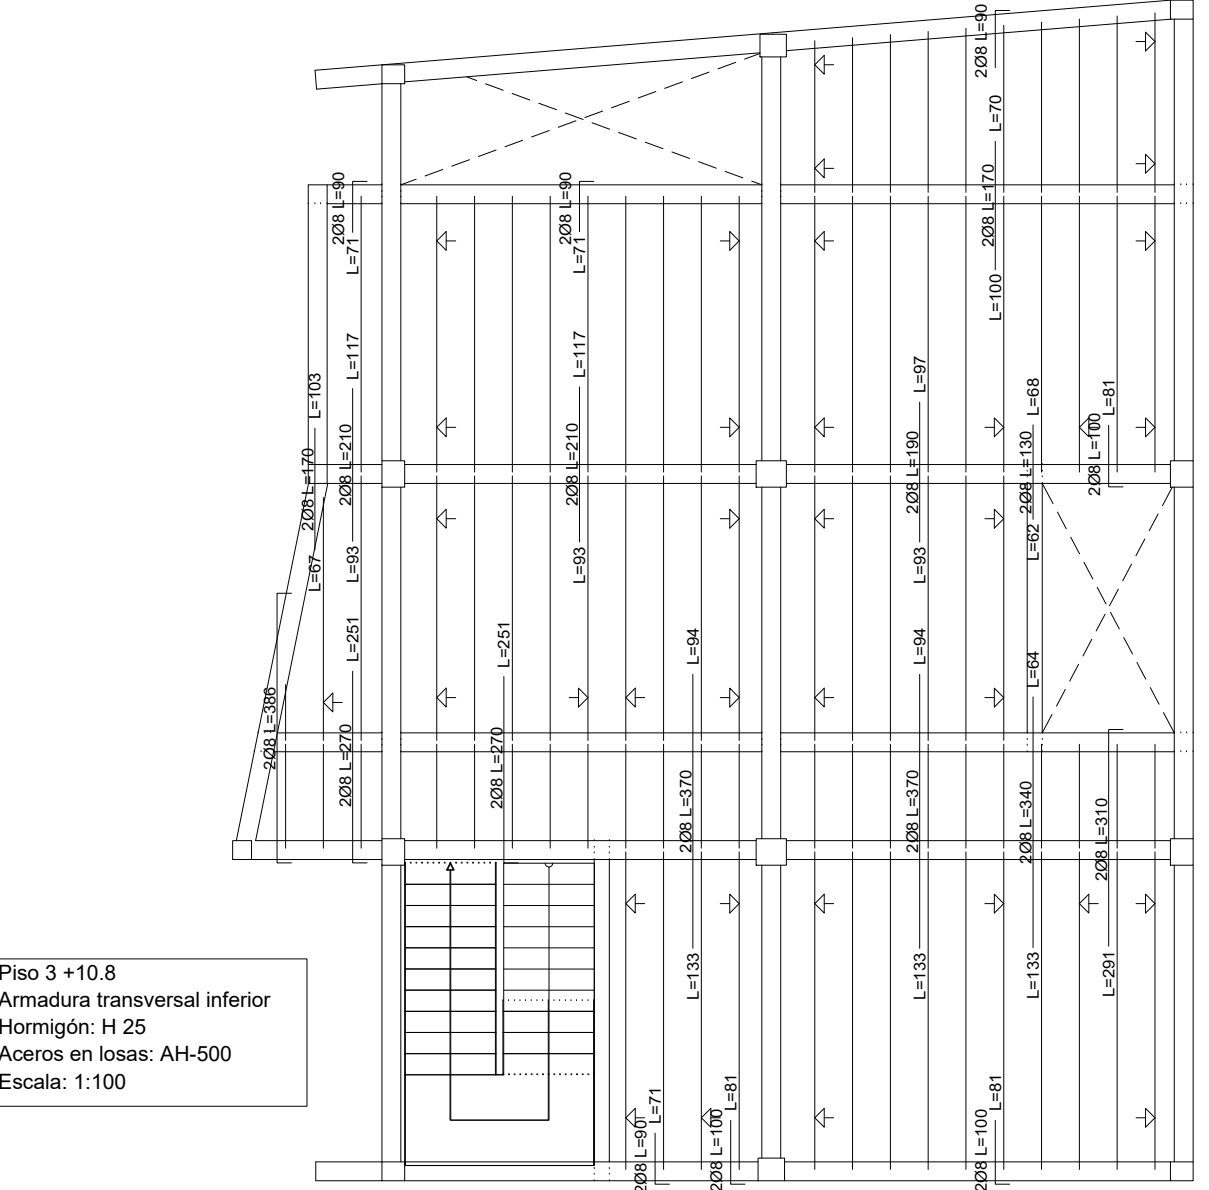 2Ø8 L=90
L=70
2Ø8 L=170
L=100
2Ø8 L=90
L=71
2Ø8 L=90
L=71
L=117
2Ø8 L=210
L=93
L=117
2Ø8 L=210
L=93
L=103
2Ø8 L=170
L=67
L=97
2Ø8 L=190
L=93
L=68
2Ø8 L=130
L=62
L=81
2Ø8 L=100
2Ø8 L=386
L=251
2Ø8 L=270
L=251
2Ø8 L=270
L=94
2Ø8 L=370
L=133
L=94
2Ø8 L=370
L=133
L=64
2Ø8 L=340
L=133
2Ø8 L=310
L=291
L=71
2Ø8 L=90
L=81
2Ø8 L=100
L=81
2Ø8 L=100
Piso 3 +10.8
Armadura transversal inferior
Hormigón: H 25
Aceros en losas: AH-500
Escala: 1:100